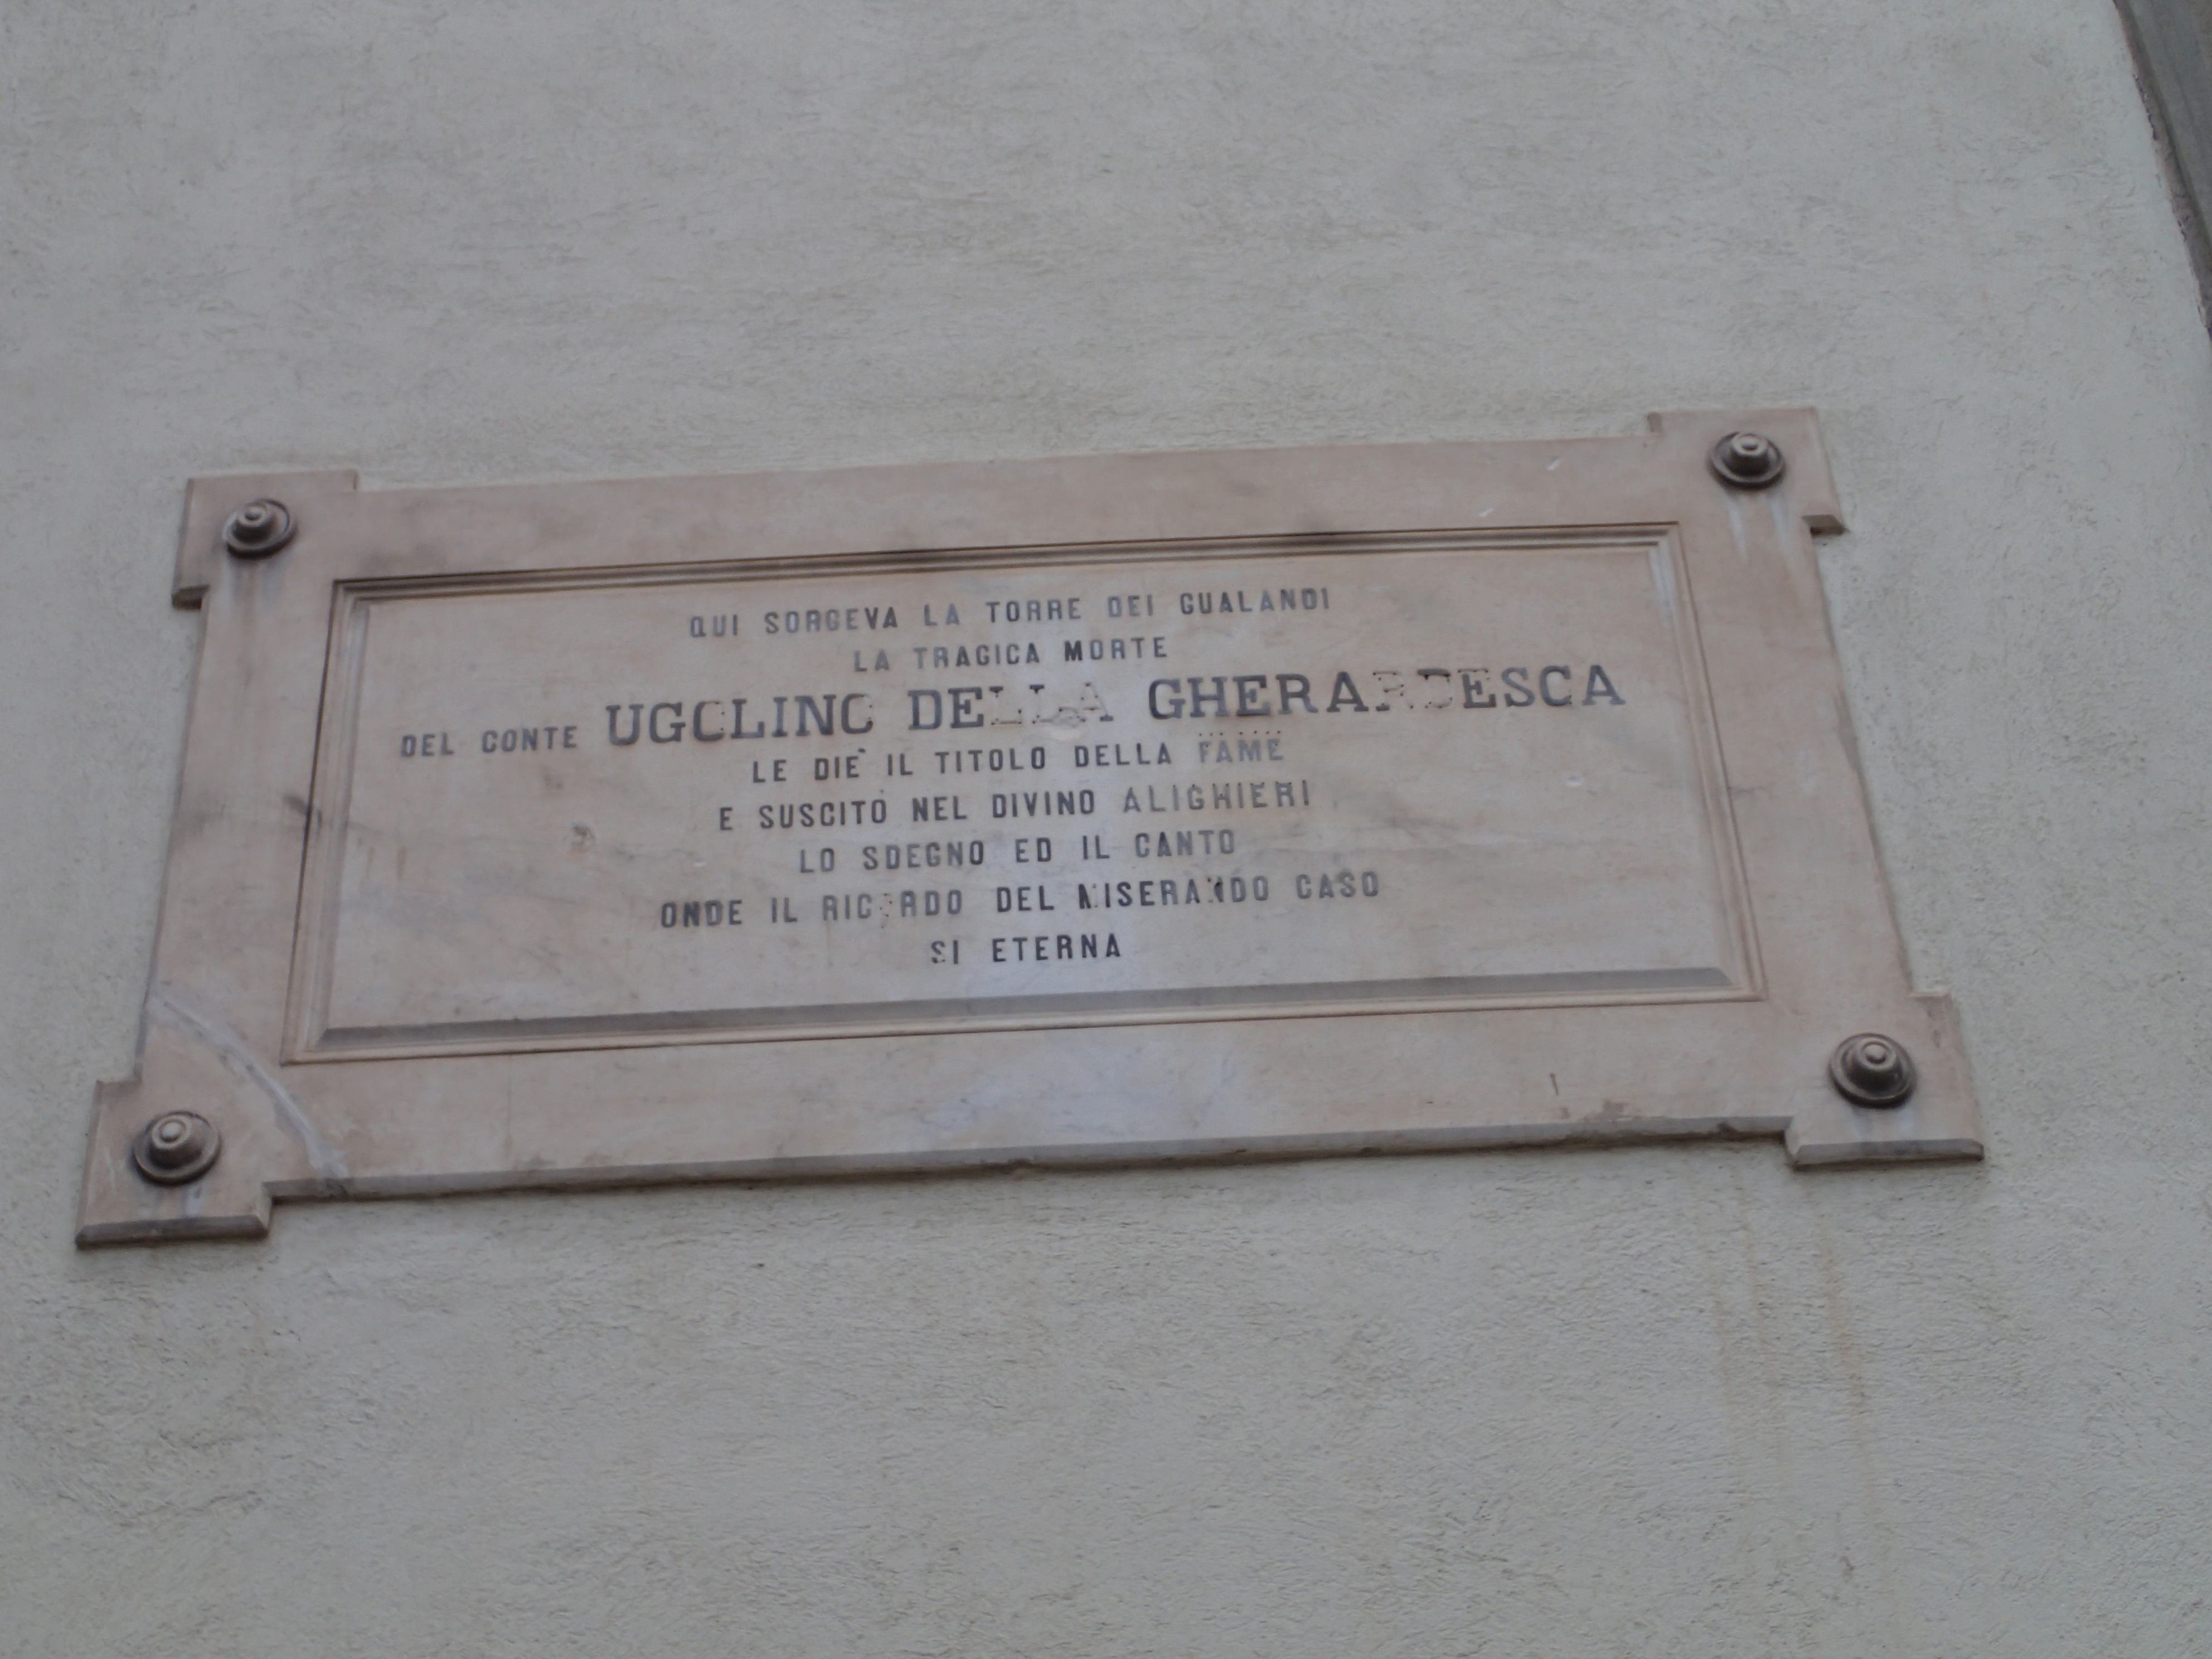 QUI SORGEVA LA TORRE DEI GUALANDI
LA TRAGICA MORTE
DEL CONTE UGOLINO DELLA GHERARDESCA
LE DIE` IL TITOLO DELLA FAME
E SUSCITÒ NEL DIVINO ALIGHIERI
LO SDEGNO ED IL CANTO
ONDE IL RICORDO DEL MISERANDO CASO
SI ETERNA